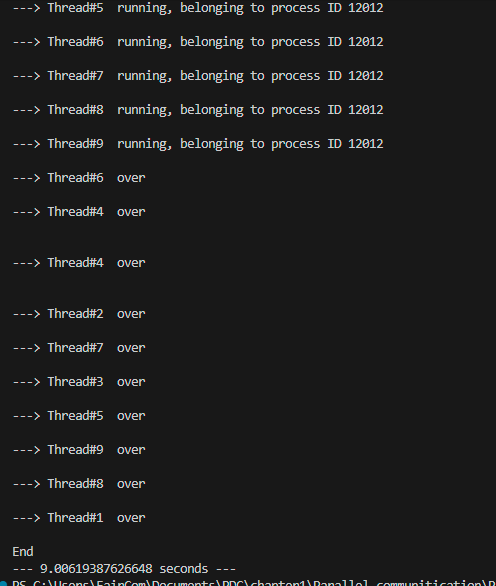 ---> Thread#5  running, belonging to process ID 12012
---> Thread#6  running, belonging to process ID 12012
---> Thread#7  running, belonging to process ID 12012
---> Thread#8  running, belonging to process ID 12012
---> Thread#9  running, belonging to process ID 12012
---> Thread#6  over
---> Thread#4  over
---> Thread#4  over
---> Thread#2  over
---> Thread#7  over
---> Thread#3  over
---> Thread#5  over
---> Thread#9  over
---> Thread#8  over
---> Thread#1  over
End
--- 9.00619387626648 seconds ---
PS C:\Users\FairCom\Documents\PDC\chapter1\Parallel